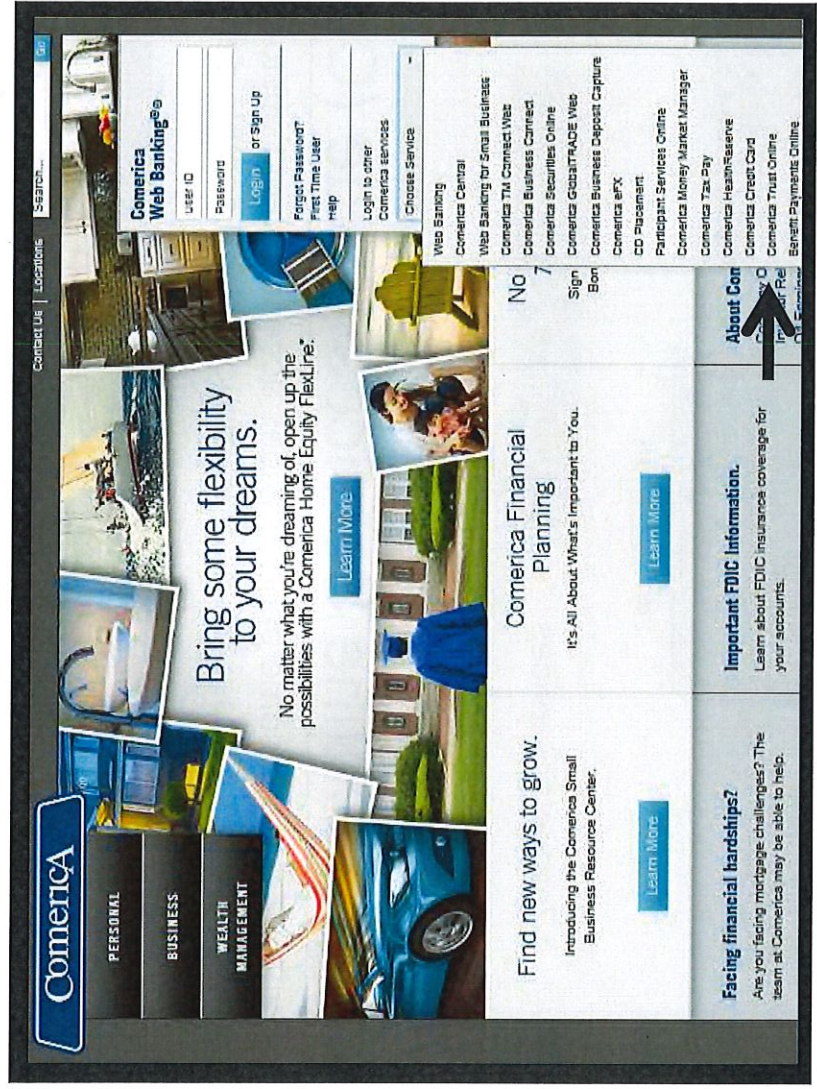 Contact Us | Locations
Search...
Go
ComericA
PERSONAL
BUSINESS
WEALTH
MANAGEMENT
Bring some flexibility
to your dreams.
No matter what you're dreaming of, open up the
possibilities with a Comerica Home Equity FlexLine.
Learn More
Comerica
Web Banking®
User ID
Password
Login or Sign Up
Forgot Password?
First Time User
Help
Login to other
Comerica services
Choose Service
Web Banking
Comerica Central
Web Banking for Small Business
Comerica TM Connect Web
Comerica Business Connect
Comerica Securities Online
Comerica GlobalTRADE Web
Comerica Business Deposit Capture
Comerica eFX
CD Placement
Participant Services Online
Comerica Money Market Manager
Comerica Tax Pay
Comerica HealthReserve
Comerica Credit Card
Comerica Trust Online
Benefit Payments Online
Find new ways to grow.
Introducing the Comerica Small
Business Resource Center.
Learn More
Comerica Financial
Planning
It's All About What's Important to You.
Learn More
No
7
Sign
Bon
Facing financial hardships?
Are you facing mortgage challenges? The
team at Comerica may be able to help.
Important FDIC Information.
Learn about FDIC insurance coverage for
your accounts.
About Com